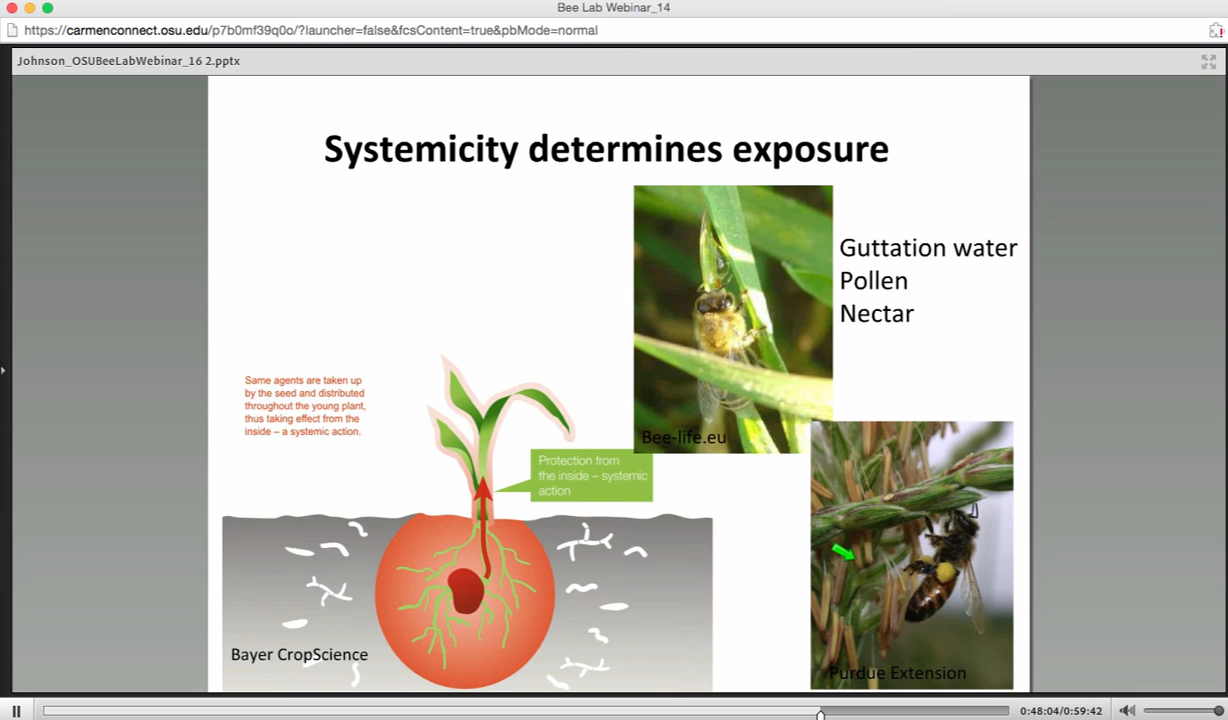 Bee Lab Webinar_14
https://carmenconnect.osu.edu/p7b0mf39q0o/?launcher=false&fcsContent=true&pbMode=normal
Johnson_OSUBeeLabWebinar_16 2.pptx
Systemicity determines exposure
Guttation water
Pollen
Nectar
Same agents are taken up
by the seed and distributed
throughout the young plant,
thus taking effect from the
inside – a systemic action.
Bee-life.eu
Protection from
the inside – systemic
action
Bayer CropScience
Purdue Extension
0:48:04/0:59:42